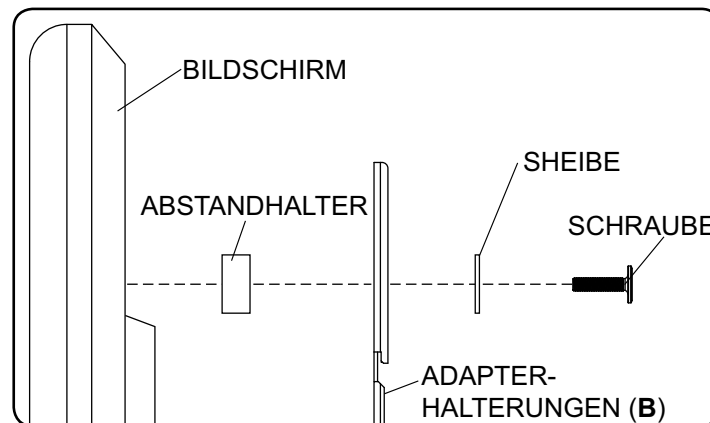 BILDSCHIRM
SHEIBE
ABSTANDHALTER
SCHRAUBE
ADAPTER-
HALTERUNGEN (B)